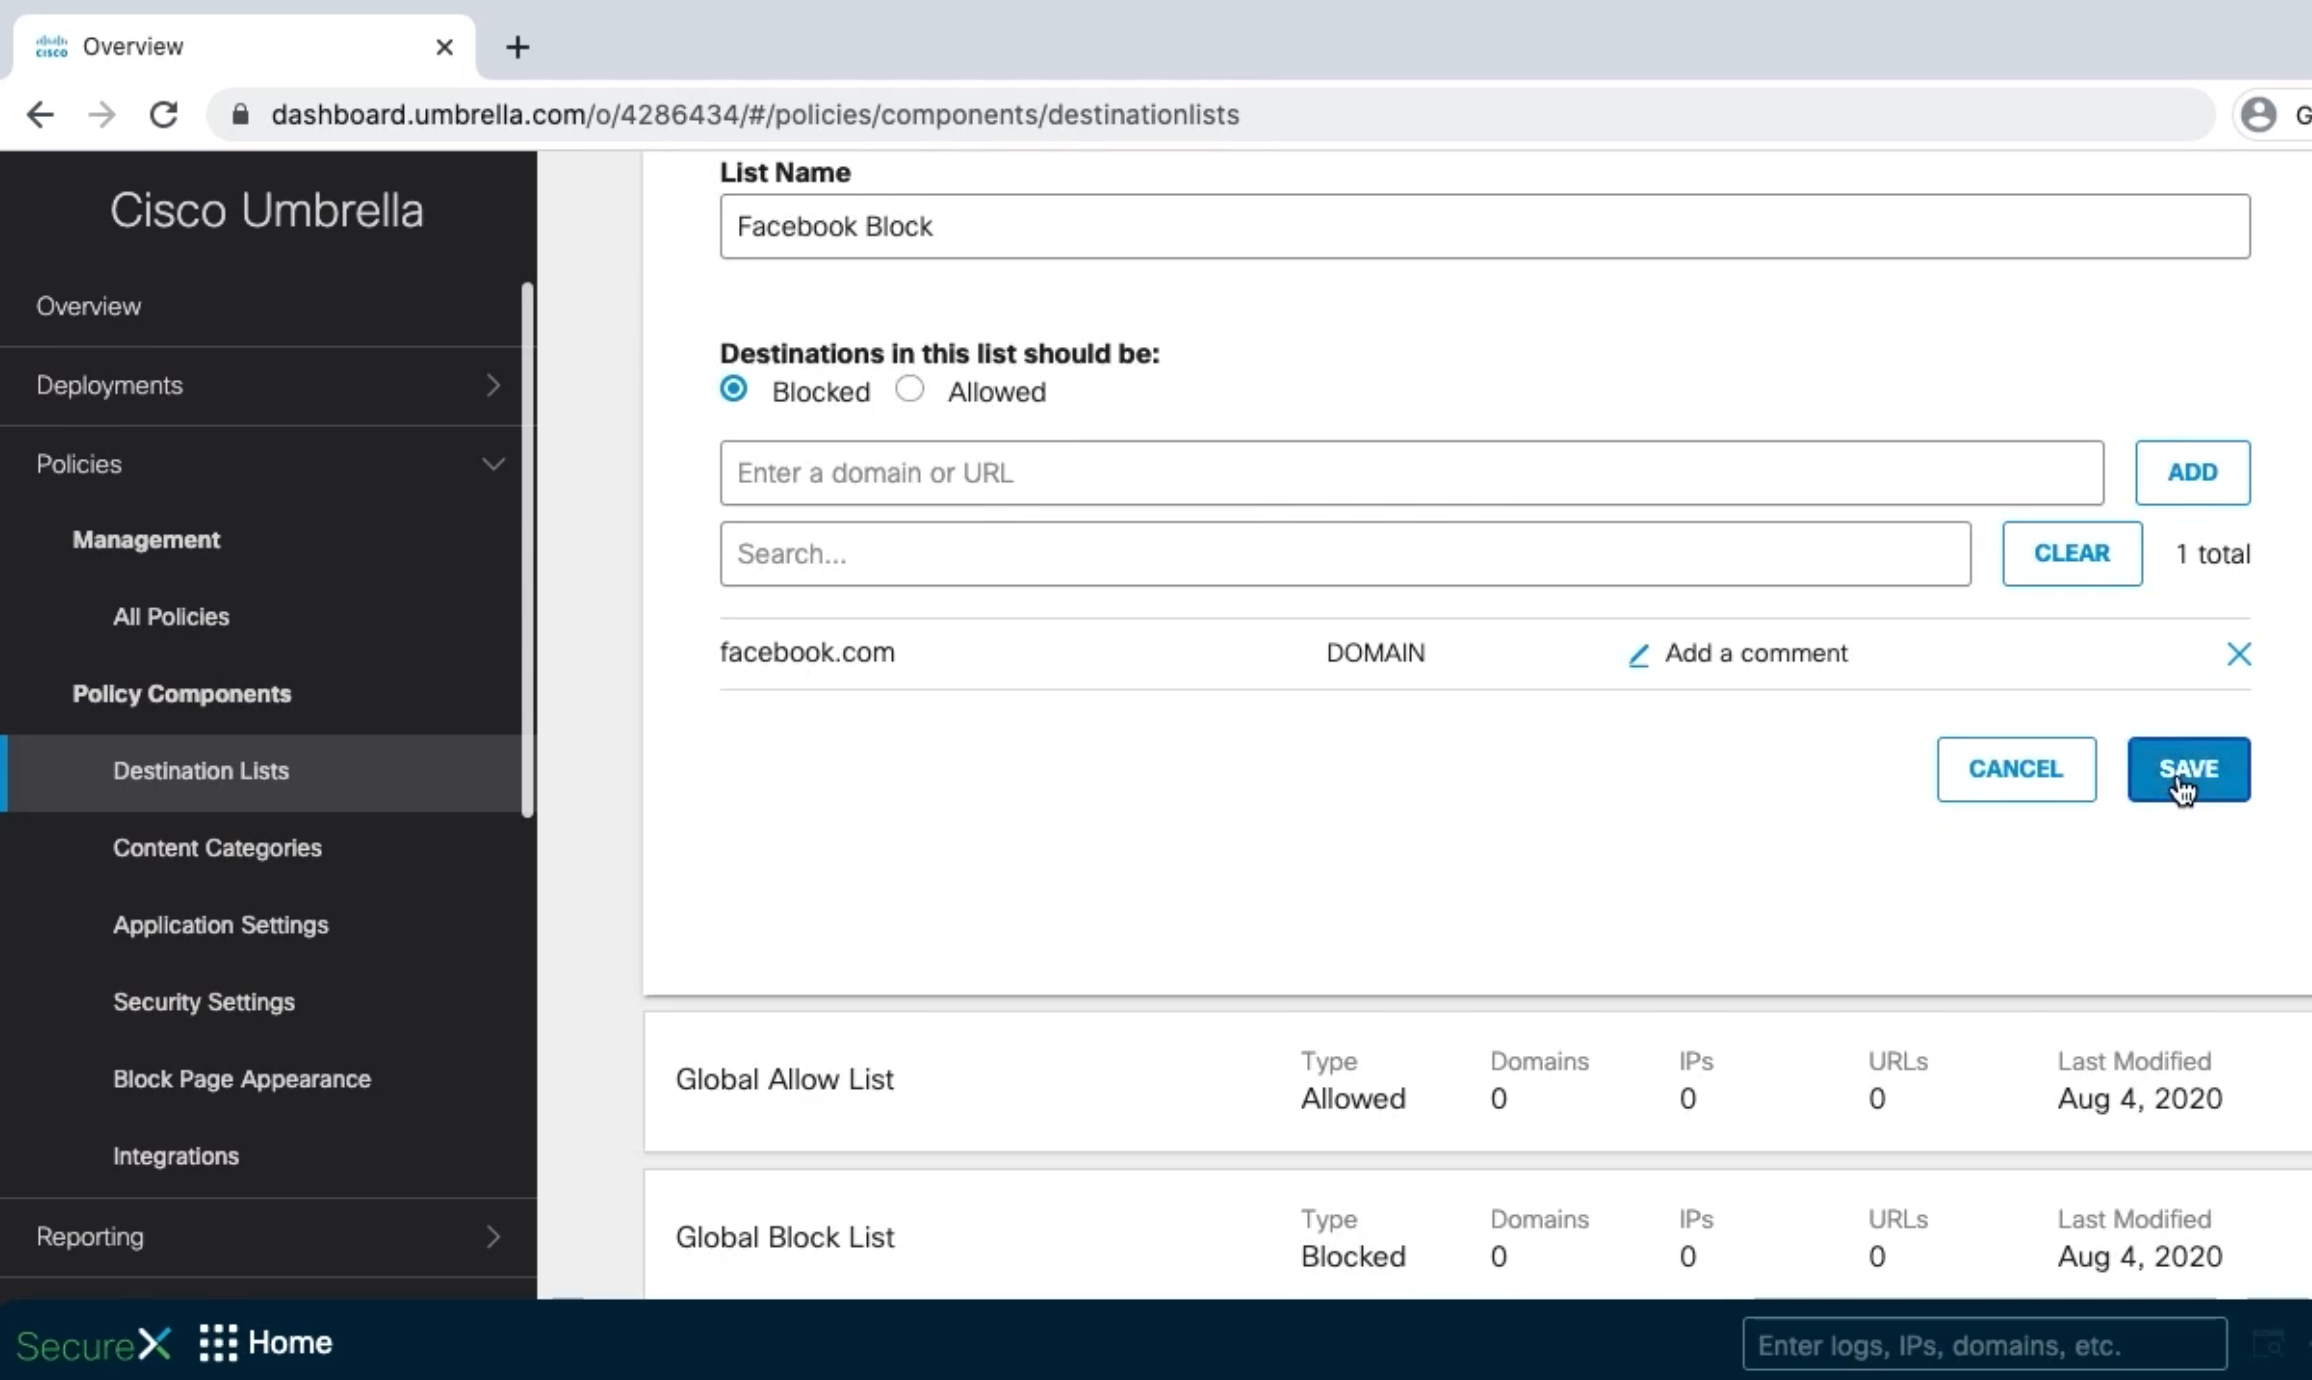 CISCO Overview
dashboard.umbrella.com/o/4286434/#/policies/components/destinationlists
G
Cisco Umbrella
Overview
Deployments
Policies
Management
All Policies
Policy Components
Destination Lists
Content Categories
Application Settings
Security Settings
Block Page Appearance
Integrations
Reporting
List Name
Facebook Block
Destinations in this list should be:
Blocked Allowed
Enter a domain or URL ADD
Search... CLEAR 1 total
facebook.com DOMAIN Add a comment
CANCEL SAVE
Global Allow List
Type Domains IPs URLs Last Modified
Allowed 0 0 0 Aug 4, 2020
Global Block List
Type Domains IPs URLs Last Modified
Blocked 0 0 0 Aug 4, 2020
SecureX Home Enter logs, IPs, domains, etc.